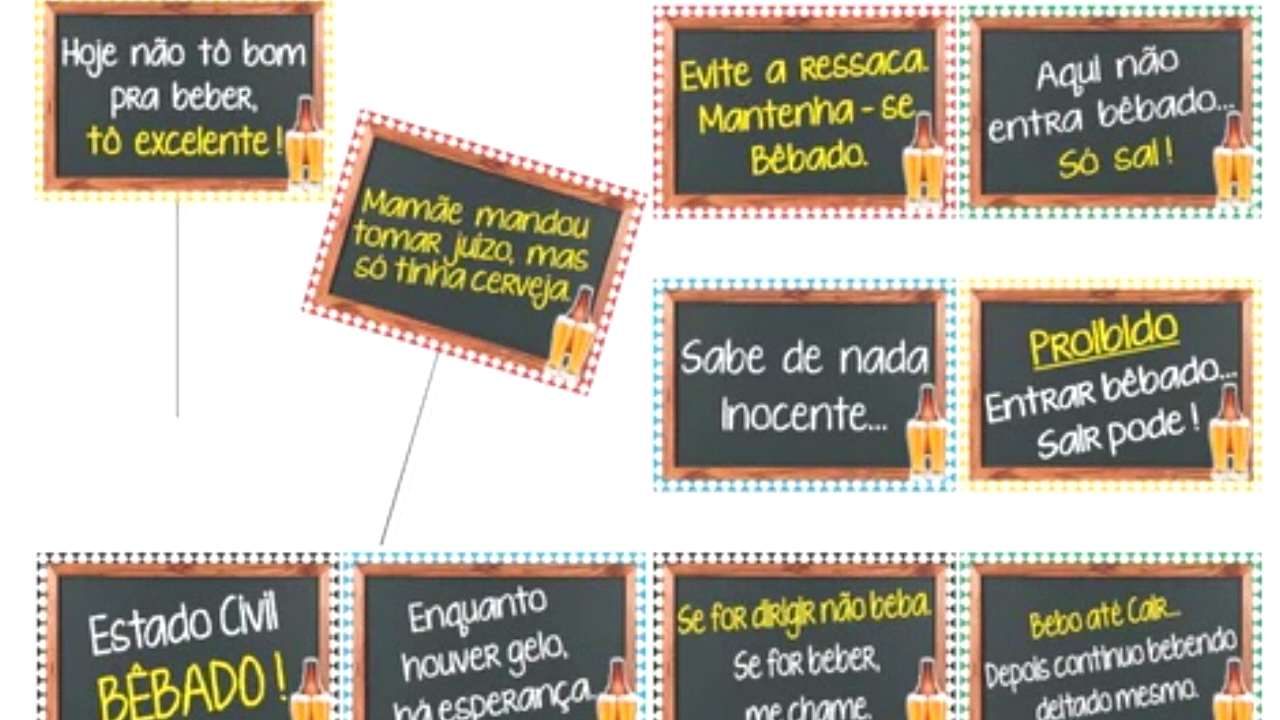 Hoje não tô bom
pra beber,
tô excelente !
Mamãe mandou
tomar juízo, mas
só tinha cerveja.
Evite a ressaca.
Mantenha - se
Bêbado.
Aqui não
entra bêbado...
Só sai !
Sabe de nada
Inocente...
Proibido
Entrar bêbado...
Sair pode !
Estado Civil
BÊBADO !
Enquanto
houver gelo,
há esperança
Se for dirigir não beba.
Se for beber,
me chame.
Bebo até Cair...
Depois continuo bebendo
deitado mesmo.